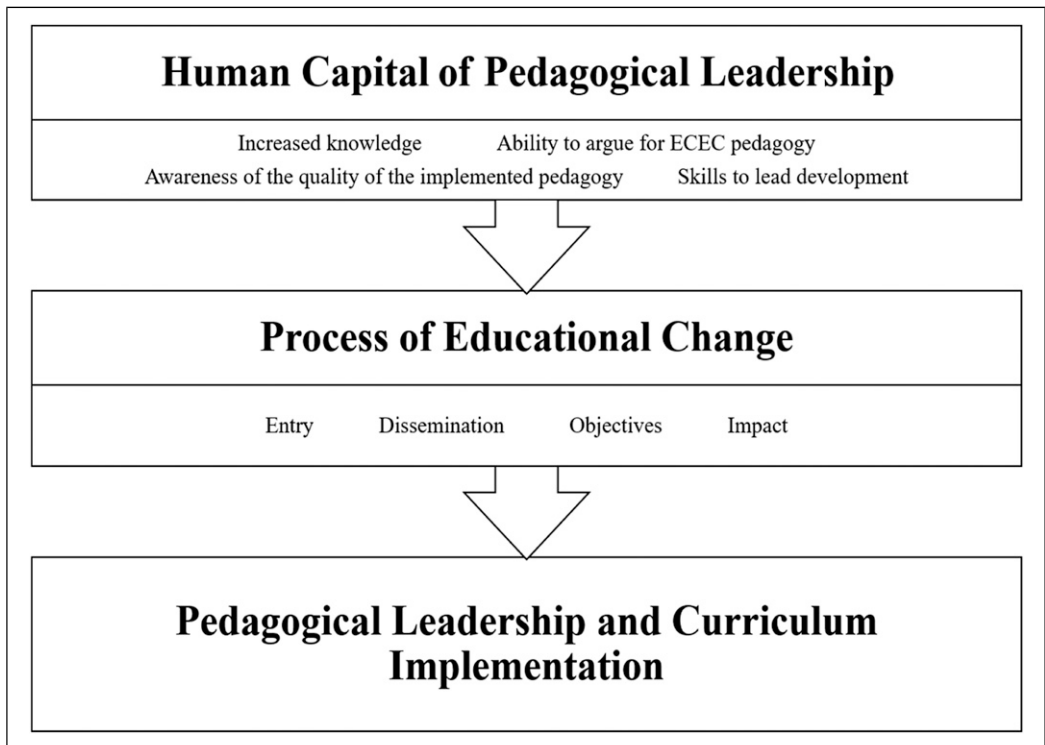 Human Capital of Pedagogical Leadership
Increased knowledge Ability to argue for ECEC pedagogy
Awareness of the quality of the implemented pedagogy Skills to lead development
Process of Educational Change
Entry Dissemination Objectives Impact
Pedagogical Leadership and Curriculum
Implementation